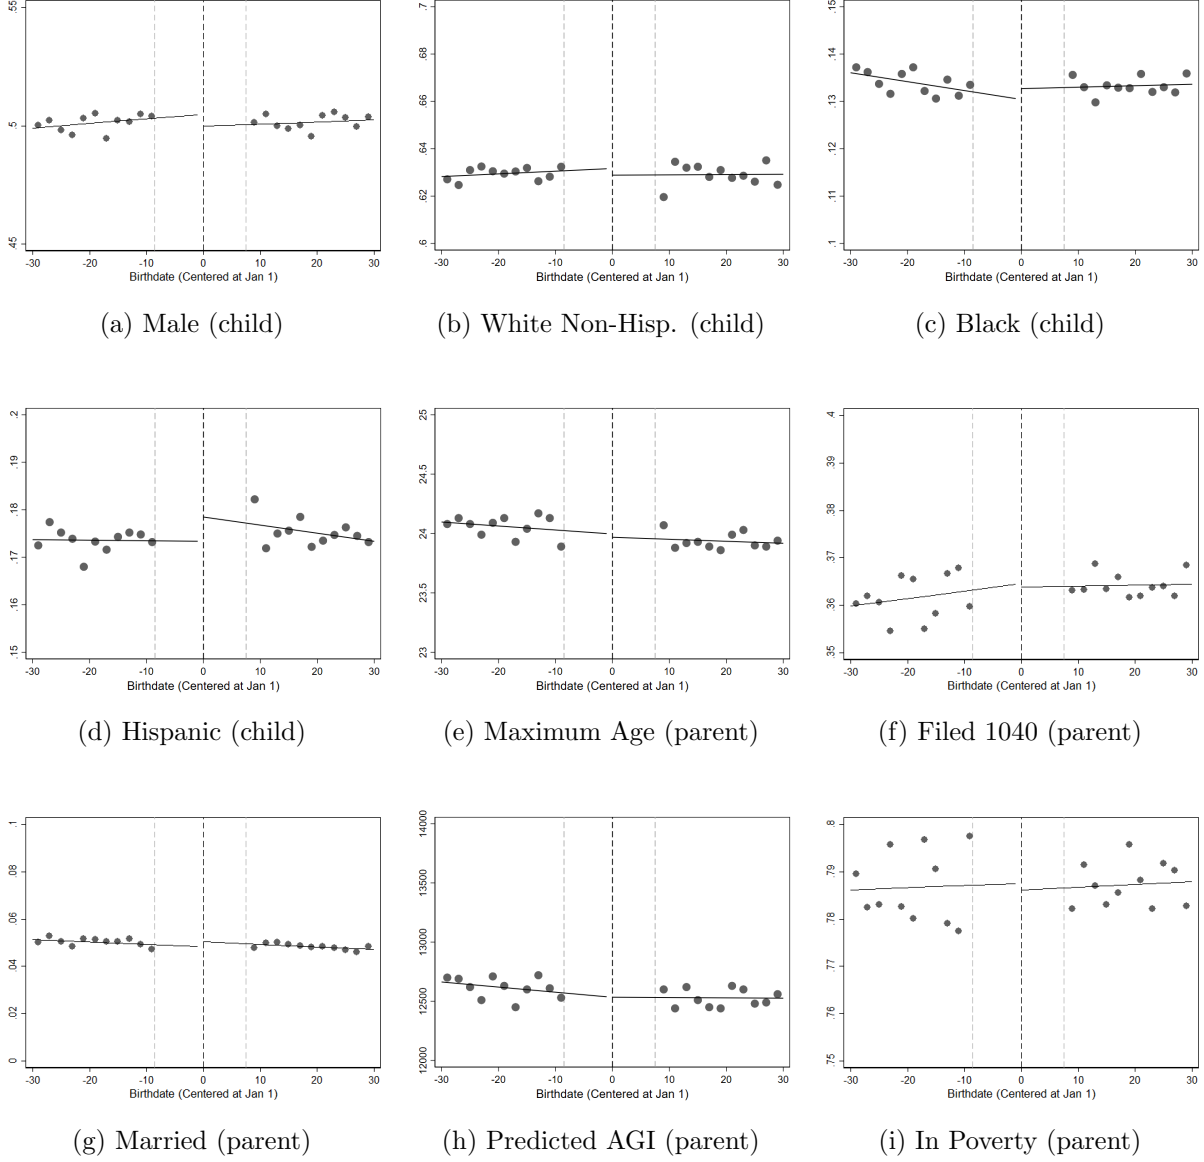 .55
.5
.45
-30 -20 -10 0 10 20 30
Birthdate (Centered at Jan 1)
(a) Male (child)
.7
.68
.66
.64
.62
.6
-30 -20 -10 0 10 20 30
Birthdate (Centered at Jan 1)
(b) White Non-Hisp. (child)
.15
.14
.13
.12
.11
.1
-30 -20 -10 0 10 20 30
Birthdate (Centered at Jan 1)
(c) Black (child)
.2
.19
.18
.17
.16
.15
-30 -20 -10 0 10 20 30
Birthdate (Centered at Jan 1)
(d) Hispanic (child)
25
24.5
24
23.5
23
-30 -20 -10 0 10 20 30
Birthdate (Centered at Jan 1)
(e) Maximum Age (parent)
.4
.39
.38
.37
.36
.35
-30 -20 -10 0 10 20 30
Birthdate (Centered at Jan 1)
(f) Filed 1040 (parent)
.1
.08
.06
.04
.02
0
-30 -20 -10 0 10 20 30
Birthdate (Centered at Jan 1)
(g) Married (parent)
14000
13500
13000
12500
12000
-30 -20 -10 0 10 20 30
Birthdate (Centered at Jan 1)
(h) Predicted AGI (parent)
.8
.79
.78
.77
.76
.75
-30 -20 -10 0 10 20 30
Birthdate (Centered at Jan 1)
(i) In Poverty (parent)